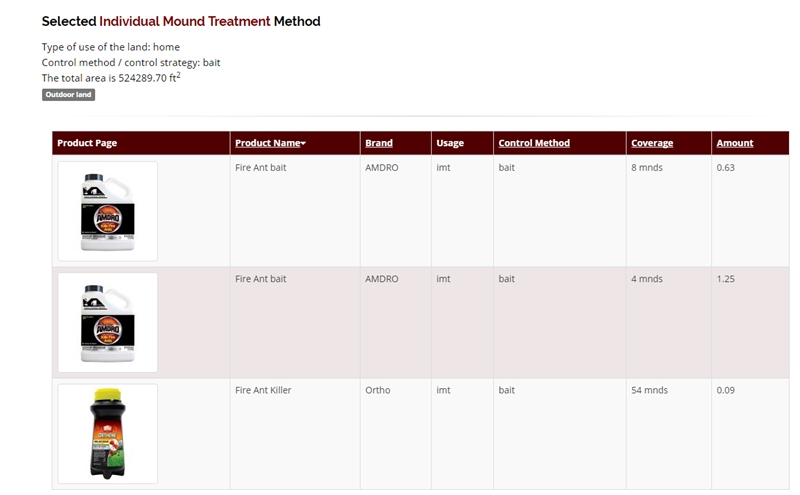 Selected Individual Mound Treatment Method
Type of use of the land: home
Control method / control strategy: bait
The total area is 524289.70 ft²
Outdoor land
Product Page Product Name Brand Usage Control Method Coverage Amount
AMDRO
Fire Ant bait AMDRO imt bait 8 mnds 0.63
AMDRO
Fire Ant bait AMDRO imt bait 4 mnds 1.25
ORTHO
Fire Ant Killer Ortho imt bait 54 mnds 0.09